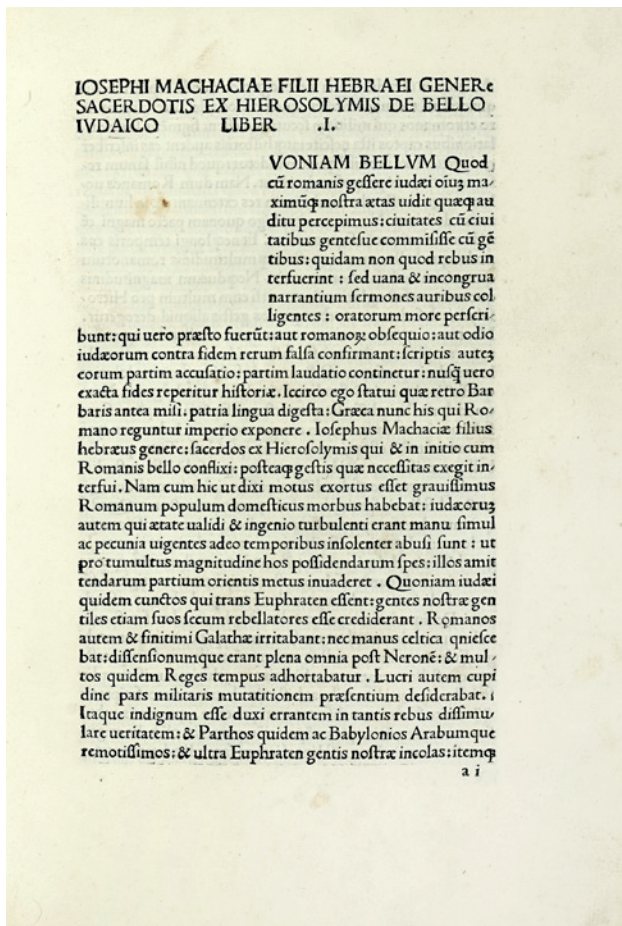 IOSEPHI MACHACIAE FILII HEBRAEI GENERe
SACERDOTIS EX HIEROSOLYMIS DE BELLO
IVDAICO LIBER .I.
VONIAM BELLVM Quod
cū romanis geſſere iudæi oīuꝫ ma⸗
ximūqꝫ noſtra ætas uidit quæqꝫ au
ditu percepimus: ciuitates cū ciui
tatibus genteſue commiſiſſe cū gē
tibus: quidam non quod rebus in
terfuerint : ſed uana & incongrua
narrantium ſermones auribus col
ligentes : oratorum more perſcri⸗
bunt: qui uero præſto fuerūt: aut romanoꝝ obſequio: aut odio
iudæorum contra fidem rerum falſa confirmant: ſcriptis auteꝫ
eorum partim accuſatio: partim laudatio continetur: nuſqꝫ uero
exacta fides reperitur hiſtoriæ. Iccirco ego ſtatui quæ retro Bar
baris antea miſi: patria lingua digeſta: Græca nunc his qui Ro⸗
mano reguntur imperio exponere . Ioſephus Machaciæ filius
hebræus genere: ſacerdos ex Hieroſolymis qui & in initio cum
Romanis bello conflixi: poſteaqꝫ geſtis quæ neceſſitas exegit in⸗
terfui. Nam cum hic ut dixi motus exortus eſſet grauiſſimus
Romanum populum domeſticus morbus habebat: iudæoruꝫ
autem qui ætate ualidi & ingenio turbulenti erant manu ſimul
ac pecunia uigentes adeo temporibus inſolenter abuſi ſunt : ut
pro tumultus magnitudine hos poſſidendarum ſpes: illos amit
tendarum partium orientis metus inuaderet . Quoniam iudæi
quidem cunctos qui trans Euphraten eſſent: gentes noſtræ gen
tiles etiam ſuos ſecum rebellatores eſſe crediderant . Romanos
autem & finitimi Galathæ irritabant: nec manus celtica qnieſce
bat: diſſenſionumque erant plena omnia poſt Neronē: & mul⸗
tos quidem Reges tempus adhortabatur . Lucri autem cupi
dine pars militaris mutatitionem præſentium deſiderabat.
Itaque indignum eſſe duxi errantem in tantis rebus diſſimu⸗
lare ueritatem: & Parthos quidem ac Babylonios Arabumque
remotiſſimos: & ultra Euphraten gentis noſtræ incolas: itemqꝫ
a i